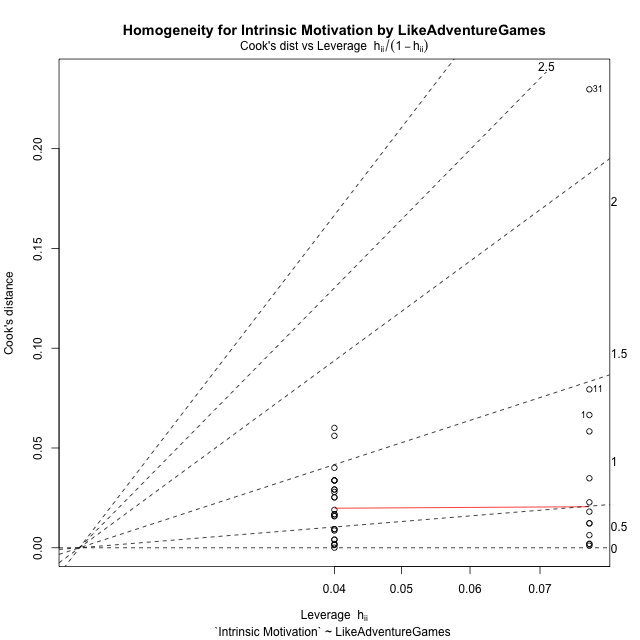 Homogeneity for Intrinsic Motivation by LikeAdventureGames
Cook's dist vs Leverage hii/(1 − hii)
2.5
31
0.20
2
0.15
1.5
0.10
11
1
0.05
1
0.5
0.00
0
Cook's distance
0.04 0.05 0.06 0.07
Leverage hii
`Intrinsic Motivation` ~ LikeAdventureGames